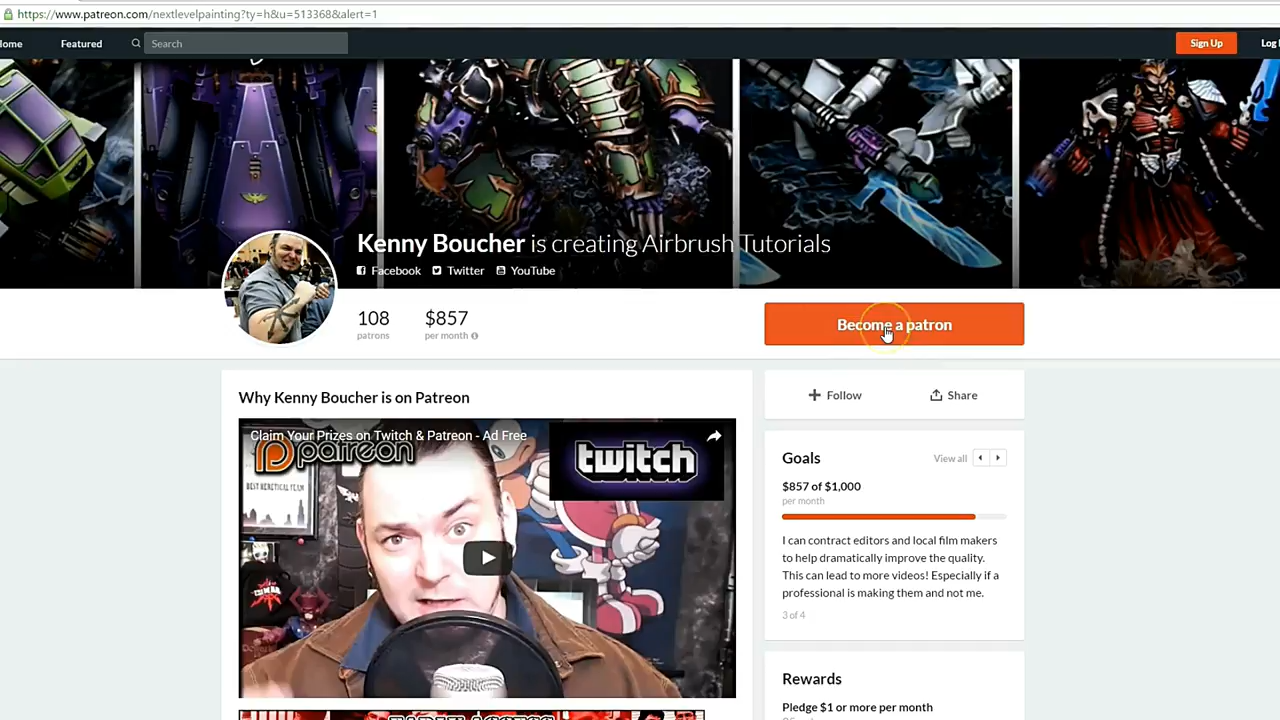 https://www.patreon.com/nextlevelpainting?ty=h&u=513368&alert=1
Home Featured Search Sign Up Log
Kenny Boucher is creating Airbrush Tutorials
Facebook Twitter YouTube
108 $857
patrons per month
Become a patron
Why Kenny Boucher is on Patreon
Follow Share
Claim Your Prizes on Twitch & Patreon - Ad Free
patreon
twitch
BEST HERETICAL TEAM
Goals View all
$857 of $1,000
per month
I can contract editors and local film makers
to help dramatically improve the quality.
This can lead to more videos! Especially if a
professional is making them and not me.
3 of 4
Rewards
Pledge $1 or more per month
EARLY ACCESS